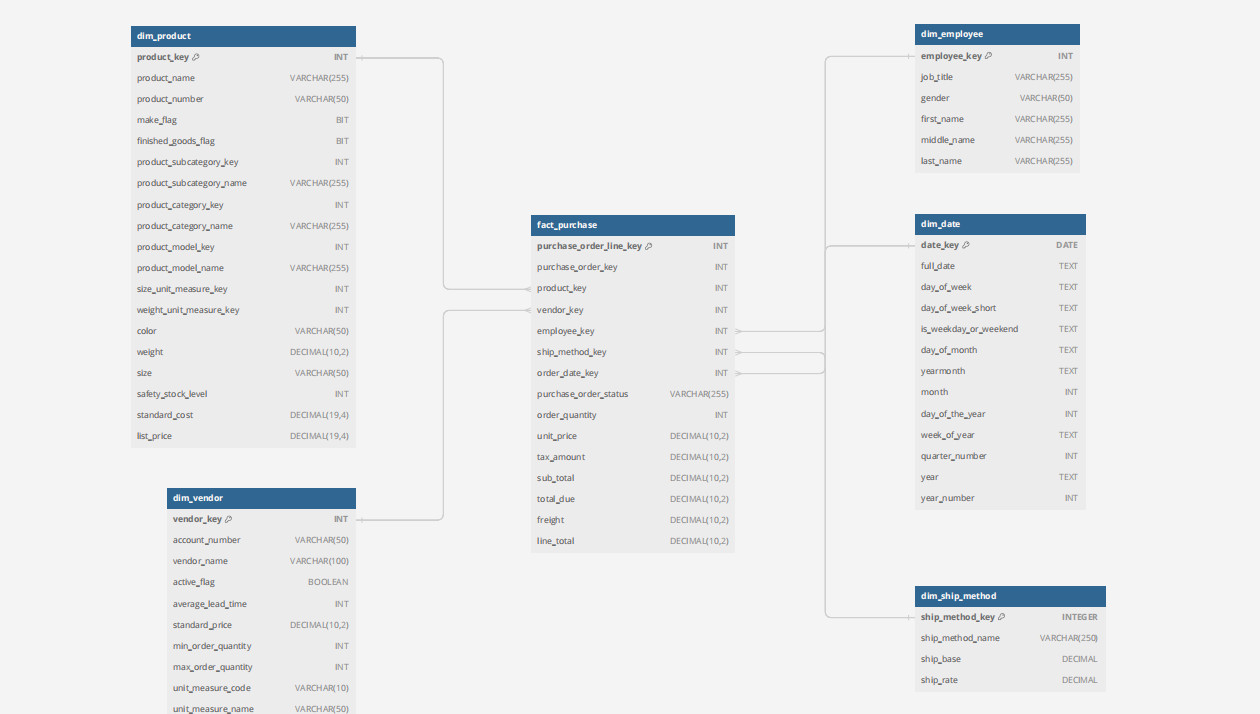 dim_product
product_key INT
product_name VARCHAR(255)
product_number VARCHAR(50)
make_flag BIT
finished_goods_flag BIT
product_subcategory_key INT
product_subcategory_name VARCHAR(255)
product_category_key INT
product_category_name VARCHAR(255)
product_model_key INT
product_model_name VARCHAR(255)
size_unit_measure_key INT
weight_unit_measure_key INT
color VARCHAR(50)
weight DECIMAL(10,2)
size VARCHAR(50)
safety_stock_level INT
standard_cost DECIMAL(19,4)
list_price DECIMAL(19,4)
dim_vendor
vendor_key INT
account_number VARCHAR(50)
vendor_name VARCHAR(100)
active_flag BOOLEAN
average_lead_time INT
standard_price DECIMAL(10,2)
min_order_quantity INT
max_order_quantity INT
unit_measure_code VARCHAR(10)
unit_measure_name VARCHAR(50)
fact_purchase
purchase_order_line_key INT
purchase_order_key INT
product_key INT
vendor_key INT
employee_key INT
ship_method_key INT
order_date_key INT
purchase_order_status VARCHAR(255)
order_quantity INT
unit_price DECIMAL(10,2)
tax_amount DECIMAL(10,2)
sub_total DECIMAL(10,2)
total_due DECIMAL(10,2)
freight DECIMAL(10,2)
line_total DECIMAL(10,2)
dim_employee
employee_key INT
job_title VARCHAR(255)
gender VARCHAR(50)
first_name VARCHAR(255)
middle_name VARCHAR(255)
last_name VARCHAR(255)
dim_date
date_key DATE
full_date TEXT
day_of_week TEXT
day_of_week_short TEXT
is_weekday_or_weekend TEXT
day_of_month TEXT
yearmonth TEXT
month INT
day_of_the_year INT
week_of_year TEXT
quarter_number INT
year TEXT
year_number INT
dim_ship_method
ship_method_key INTEGER
ship_method_name VARCHAR(250)
ship_base DECIMAL
ship_rate DECIMAL